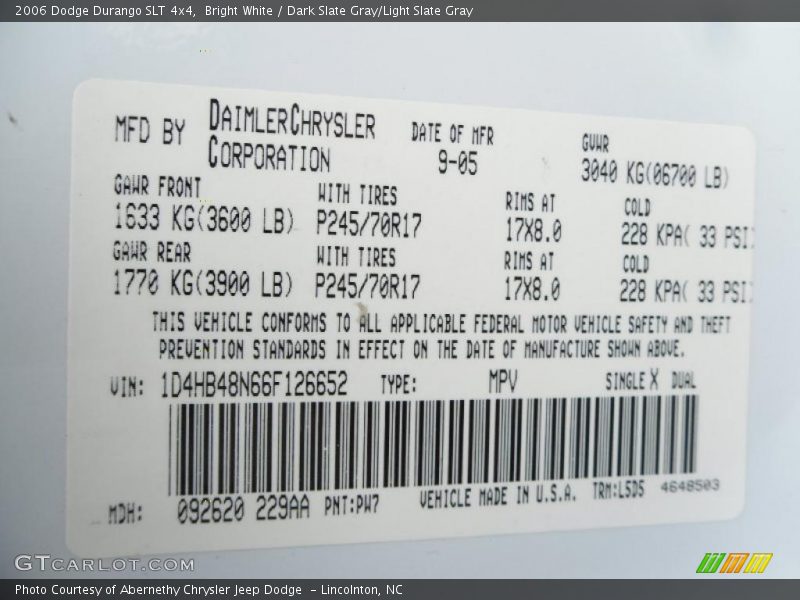 2006 Dodge Durango SLT 4x4,  Bright White / Dark Slate Gray/Light Slate Gray
MFD BY DAIMLERCHRYSLER CORPORATION
DATE OF MFR 9-05
GVWR 3040 KG(06700 LB)
GAWR FRONT WITH TIRES RIMS AT COLD
1633 KG(3600 LB) P245/70R17 17X8.0 228 KPA( 33 PSI)
GAWR REAR WITH TIRES RIMS AT COLD
1770 KG(3900 LB) P245/70R17 17X8.0 228 KPA( 33 PSI)
THIS VEHICLE CONFORMS TO ALL APPLICABLE FEDERAL MOTOR VEHICLE SAFETY AND THEFT
PREVENTION STANDARDS IN EFFECT ON THE DATE OF MANUFACTURE SHOWN ABOVE.
VIN: 1D4HB48N66F126652 TYPE: MPV SINGLE X DUAL
MDH: 092620 229AA PNT:PW7 VEHICLE MADE IN U.S.A. TRM:L5D5 4648503
GTCARLOT.COM
Photo Courtesy of Abernethy Chrysler Jeep Dodge  - Lincolnton, NC